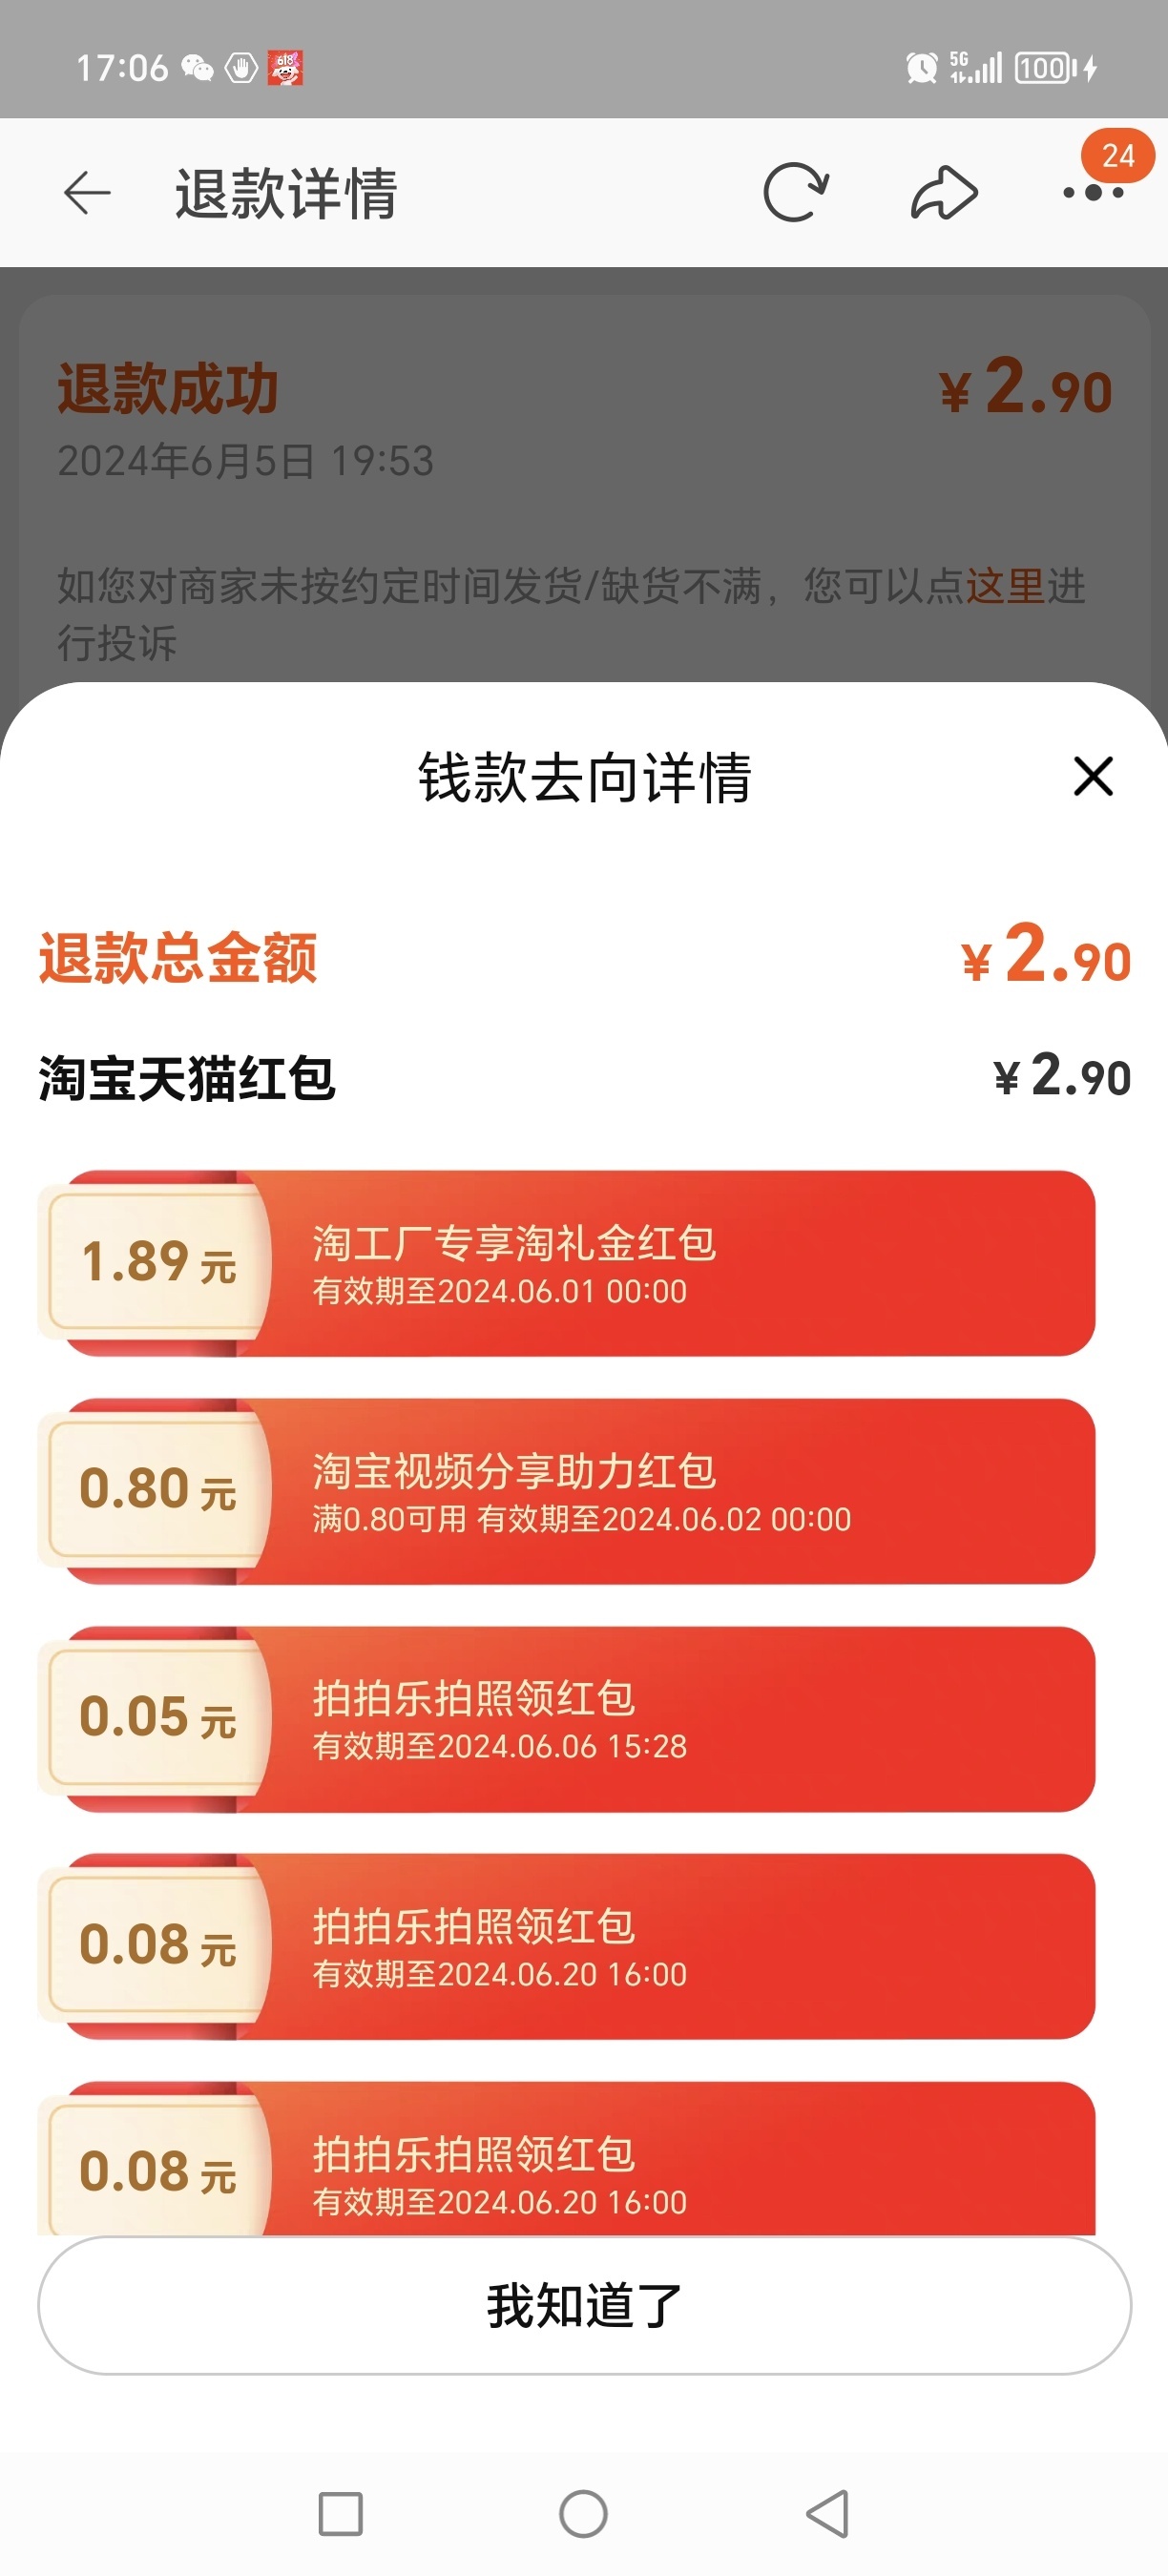 17:06
618
5G
100
退款详情
24
退款成功
¥2.90
2024年6月5日 19:53
如您对商家未按约定时间发货/缺货不满，您可以点这里进
行投诉
钱款去向详情
退款总金额
¥2.90
淘宝天猫红包
¥2.90
1.89元
淘工厂专享淘礼金红包
有效期至2024.06.01 00:00
0.80元
淘宝视频分享助力红包
满0.80可用 有效期至2024.06.02 00:00
0.05元
拍拍乐拍照领红包
有效期至2024.06.06 15:28
0.08元
拍拍乐拍照领红包
有效期至2024.06.20 16:00
0.08元
拍拍乐拍照领红包
有效期至2024.06.20 16:00
我知道了